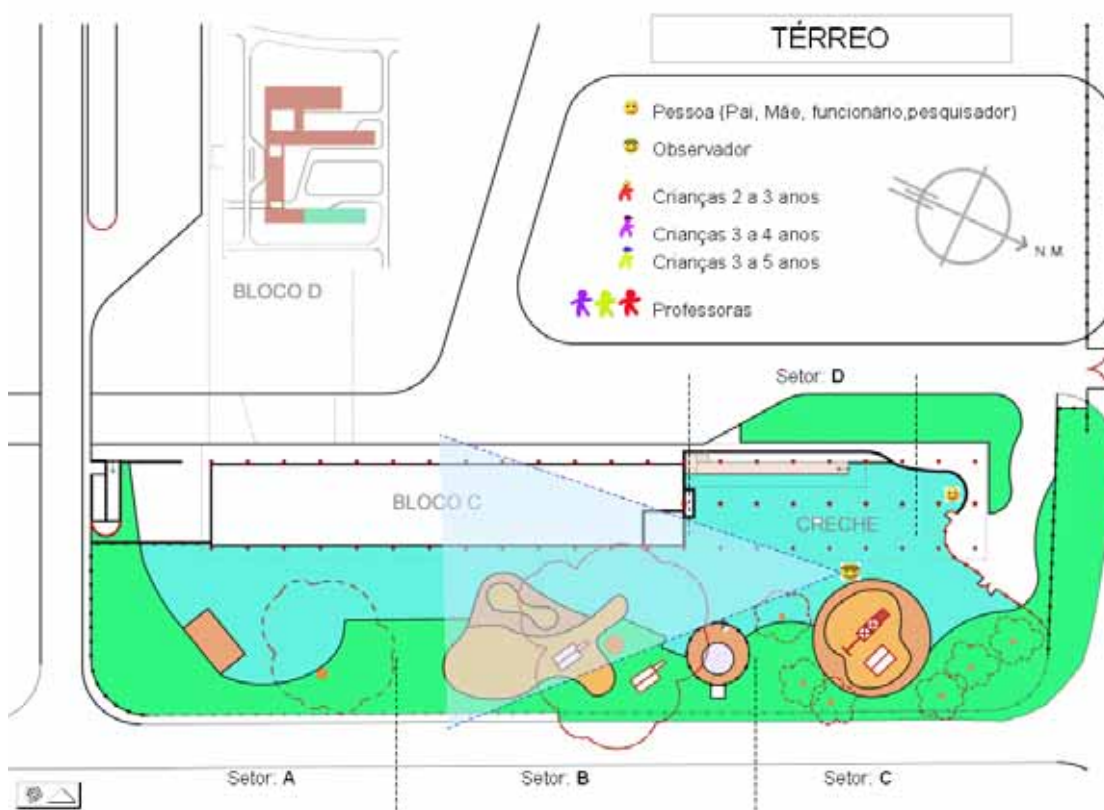 TÉRREO
Pessoa (Pai, Mãe, funcionário,pesquisador)
Observador
Crianças 2 a 3 anos
Crianças 3 a 4 anos
Crianças 3 a 5 anos
Professoras
N.M.
BLOCO D
Setor: D
BLOCO C
CRECHE
Setor: A
Setor: B
Setor: C